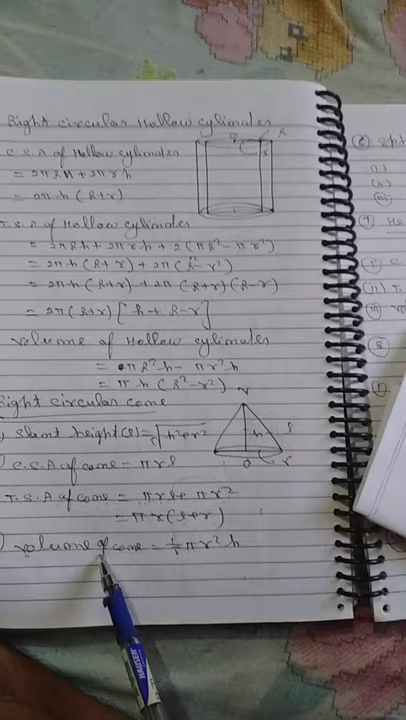 Right circular Hollow cylinder
R
C.S.A of Hollow cylinder
= 2πRh + 2πrh
= 2πh (R+r)
T.S.A of Hollow cylinder
= 2πRh + 2πrh + 2(πR²-πr²)
= 2πh (R+r) + 2π(R²-r²)
= 2πh (R+r) + 2π (R+r)(R-r)
= 2π(R+r) [h+R-r]
Volume of Hollow cylinder
= πR²h - πr²h
= πh (R²-r²)
Right circular cone
V
Slant height (l) = √h²+r²
h
l
O
r
C.S.A of cone = πrl
T.S.A of cone = πrl + πr²
= πr(l+r)
Volume of cone = 1/3πr²h
HAUSER